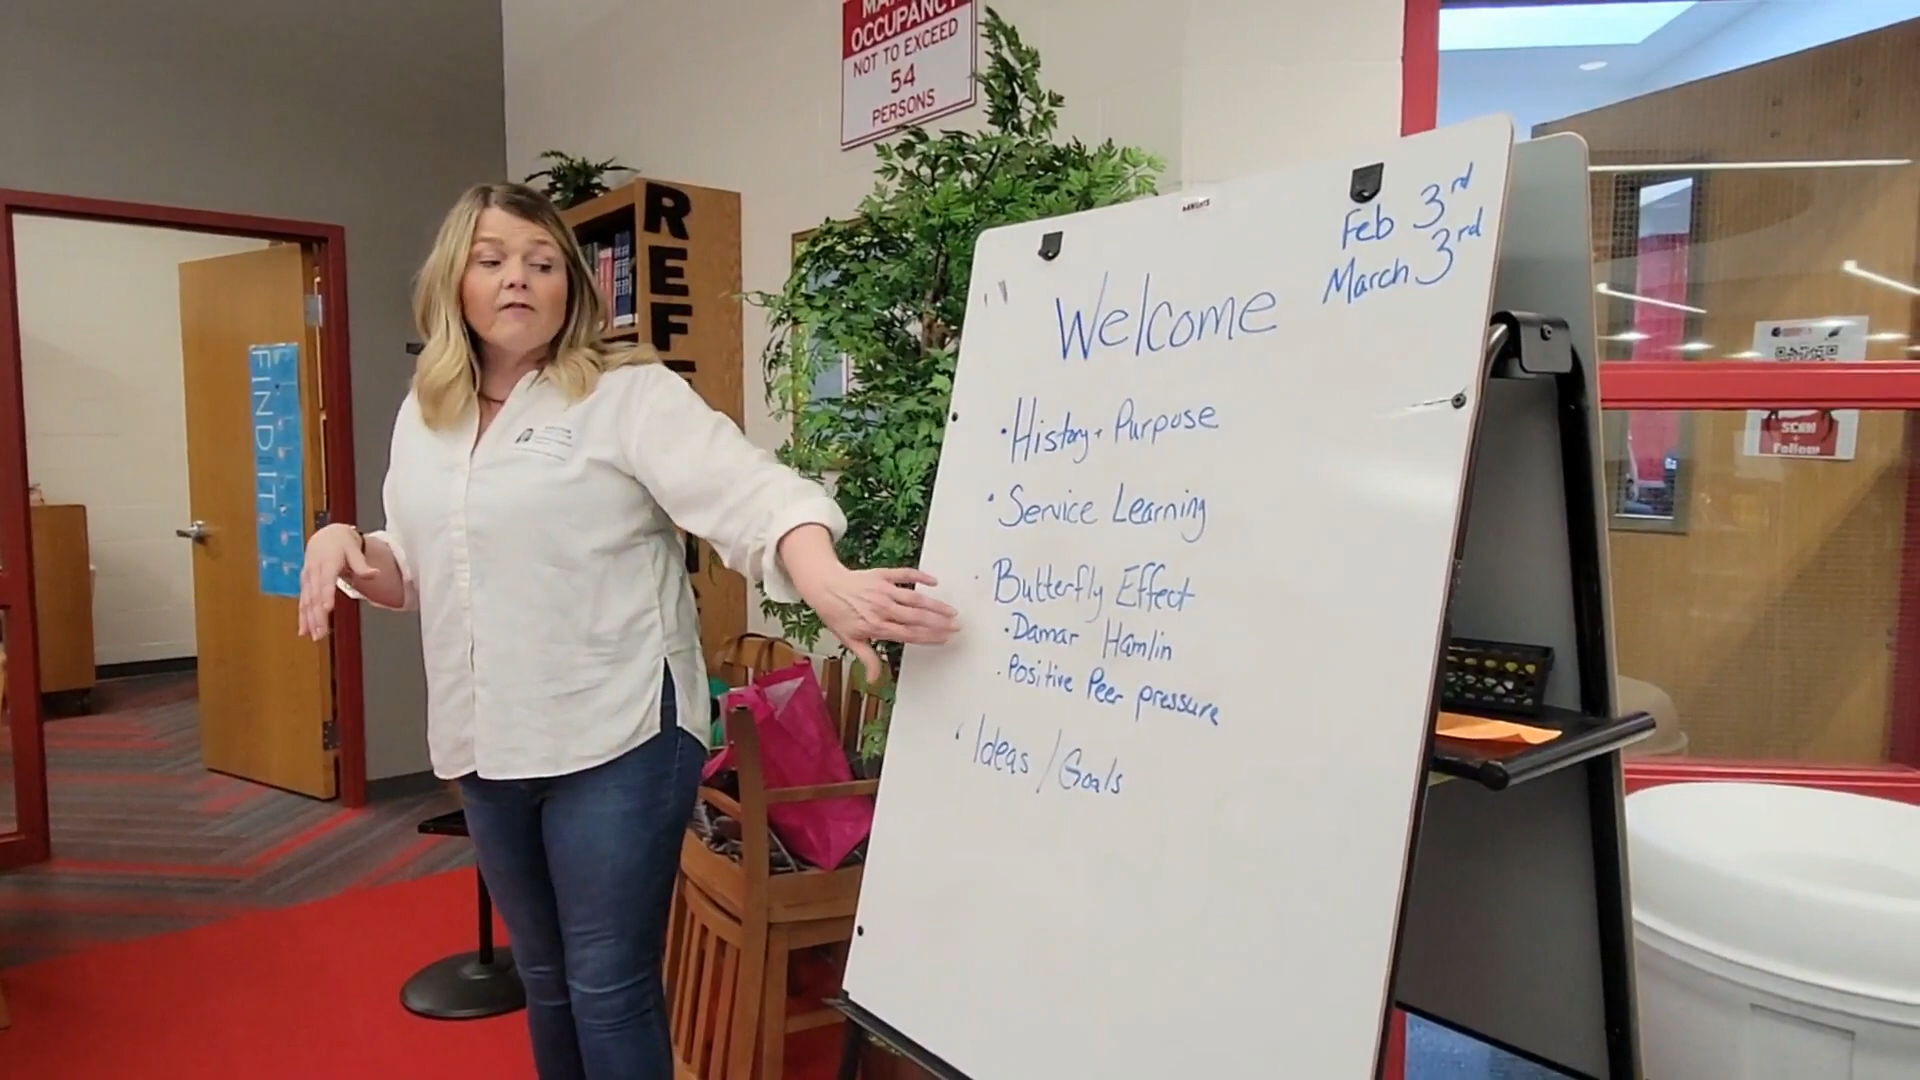 OCCUPANCY
NOT TO EXCEED
54
PERSONS
REFE
FIND IT
Feb 3rd
March 3rd
Welcome
• History + Purpose
• Service Learning
• Butterfly Effect
• Damar Hamlin
• Positive Peer pressure
• Ideas / Goals
SCAN
+
Follow